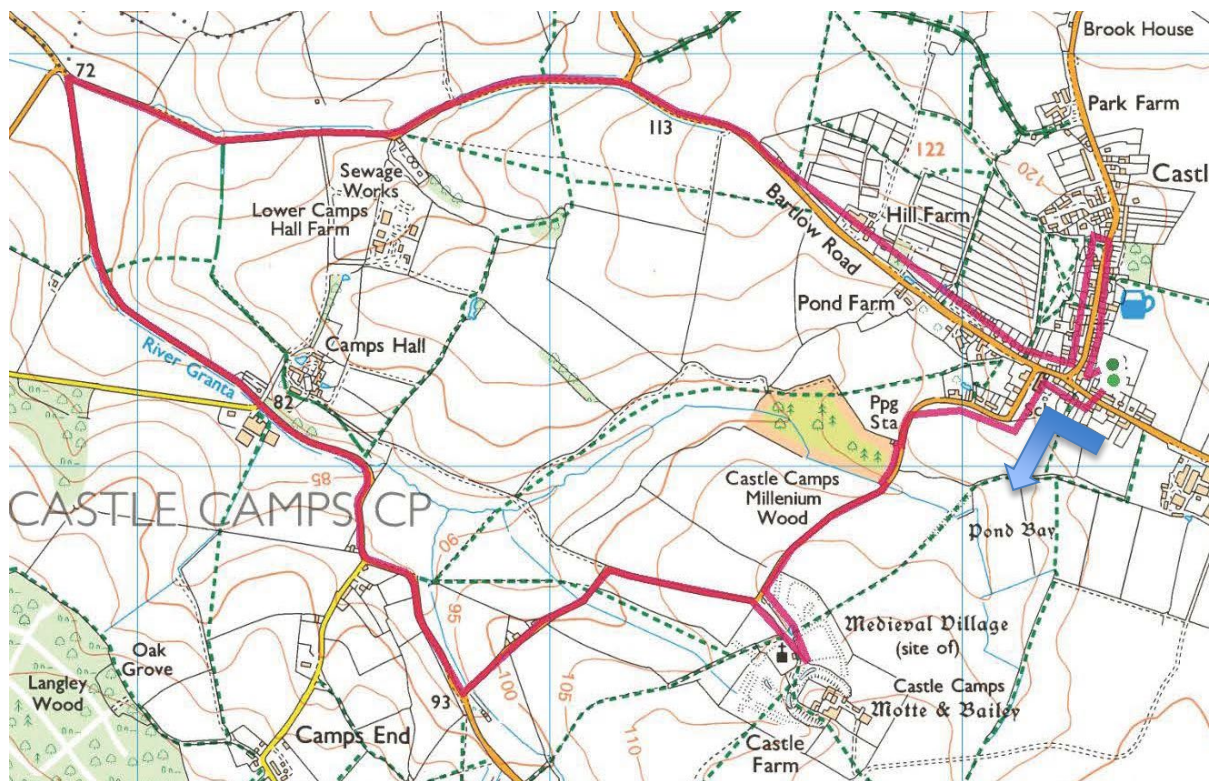 Brook House
72
Park Farm
113
122
120
Castl
Sewage
Works
Lower Camps
Hall Farm
Bartlow Road
Hill Farm
Pond Farm
Camps Hall
River Granta
82
Ppg
Sta
Sc
85
CASTLE CAMPS CP
Castle Camps
Millenium
Wood
Pond Bay
90
95
Medieval Village
(site of)
Oak
Grove
Langley
Wood
93
100
105
Castle Camps
Motte & Bailey
110
Camps End
Castle
Farm